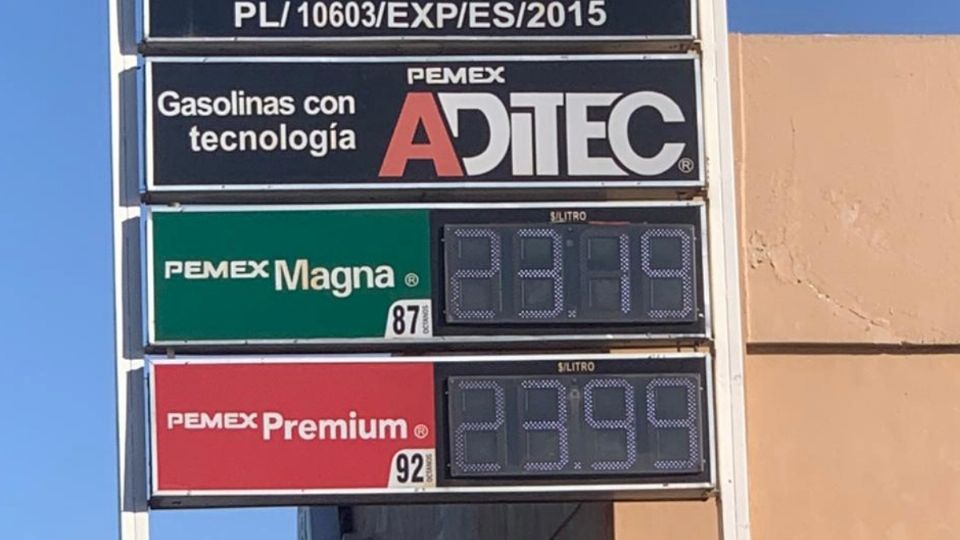 PL/10603/EXP/ES/2015
PEMEX
Gasolinas con
tecnología
ADITEC®
$/LITRO
PEMEX Magna®
23.19
87 OCTANOS
$/LITRO
PEMEX Premium®
23.99
92 OCTANOS